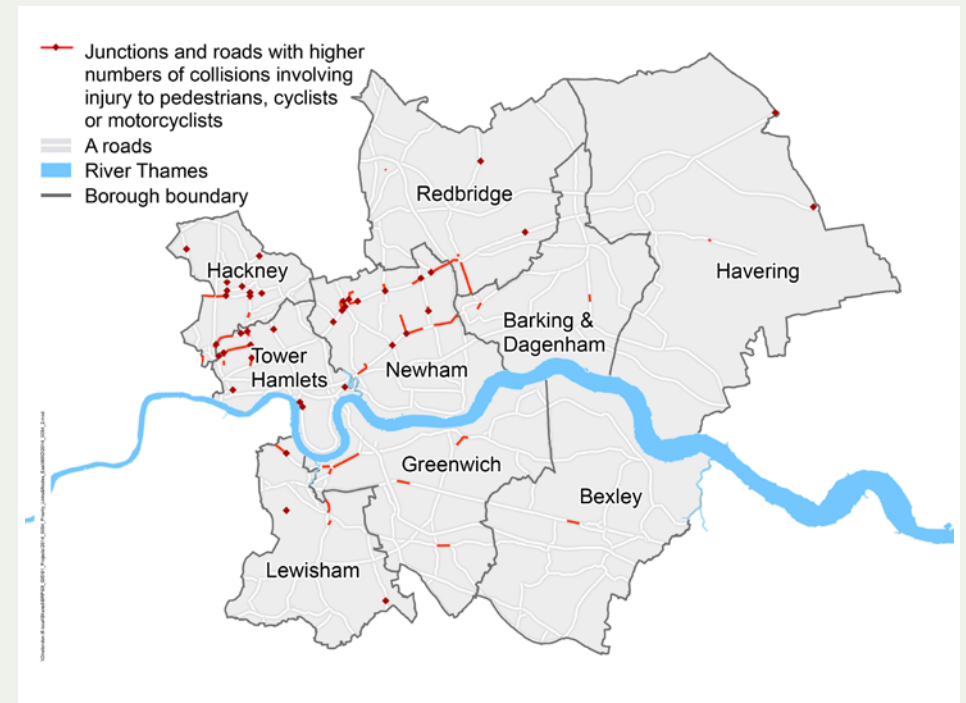 Junctions and roads with higher
numbers of collisions involving
injury to pedestrians, cyclists
or motorcyclists
A roads
River Thames
Borough boundary
Redbridge
Hackney
Havering
Barking &
Dagenham
Tower
Hamlets
Newham
Greenwich
Bexley
Lewisham